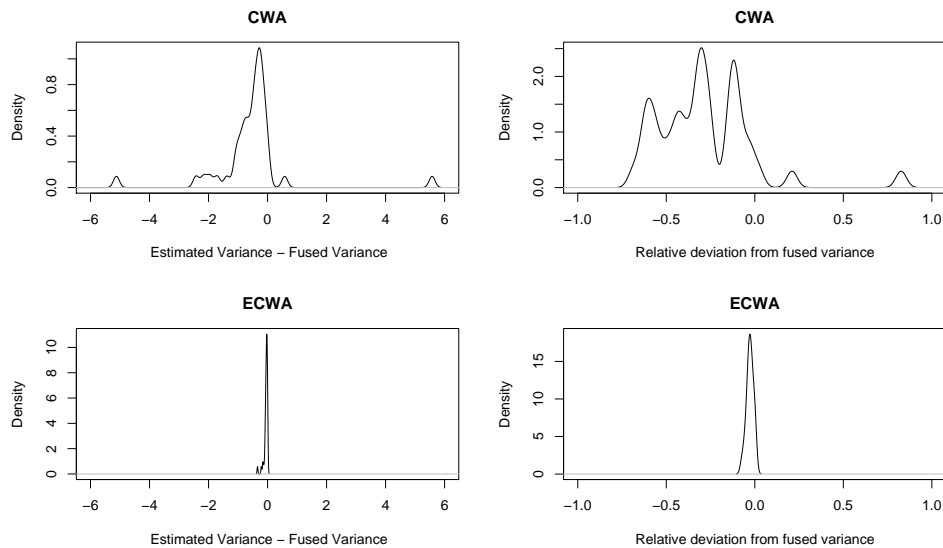 CWA
Density
0.0 0.4 0.8
−6 −4 −2 0 2 4 6
Estimated Variance − Fused Variance
CWA
Density
0.0 1.0 2.0
−1.0 −0.5 0.0 0.5 1.0
Relative deviation from fused variance
ECWA
Density
0 2 4 6 8 10
−6 −4 −2 0 2 4 6
Estimated Variance − Fused Variance
ECWA
Density
0 5 10 15
−1.0 −0.5 0.0 0.5 1.0
Relative deviation from fused variance